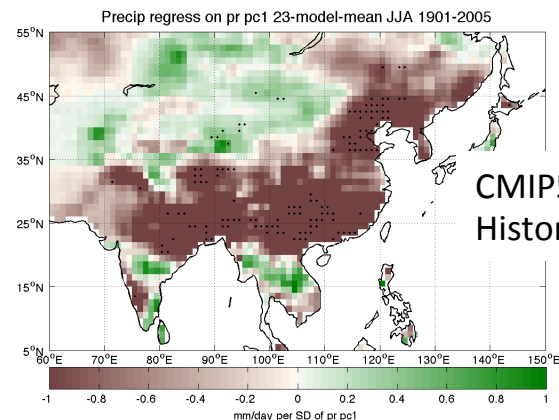 Precip regress on pr pc1 23-model-mean JJA 1901-2005
55°N
45°N
35°N
25°N
15°N
5°N
60°E 70°E 80°E 90°E 100°E 110°E 120°E 130°E 140°E 150°E
CMIP5
Histor
-1 -0.8 -0.6 -0.4 -0.2 0 0.2 0.4 0.6 0.8 1
mm/day per SD of pr pc1